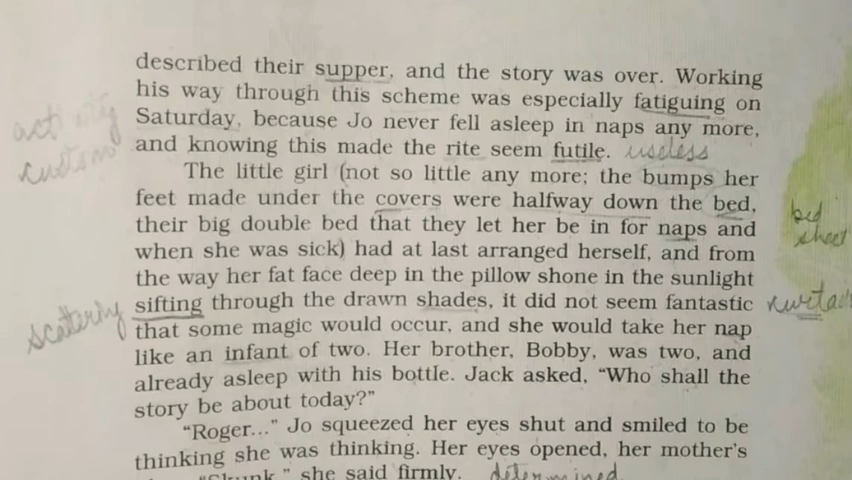 described their supper, and the story was over. Working
his way through this scheme was especially fatiguing on
Saturday, because Jo never fell asleep in naps any more,
and knowing this made the rite seem futile. useless
activity
custom
The little girl (not so little any more; the bumps her
feet made under the covers were halfway down the bed,
their big double bed that they let her be in for naps and
bed
sheet
when she was sick) had at last arranged herself, and from
the way her fat face deep in the pillow shone in the sunlight
sifting through the drawn shades, it did not seem fantastic
scattering
that some magic would occur, and she would take her nap
like an infant of two. Her brother, Bobby, was two, and
already asleep with his bottle. Jack asked, “Who shall the
story be about today?”
“Roger...” Jo squeezed her eyes shut and smiled to be
thinking she was thinking. Her eyes opened, her mother's
“Skunk,” she said firmly. determined